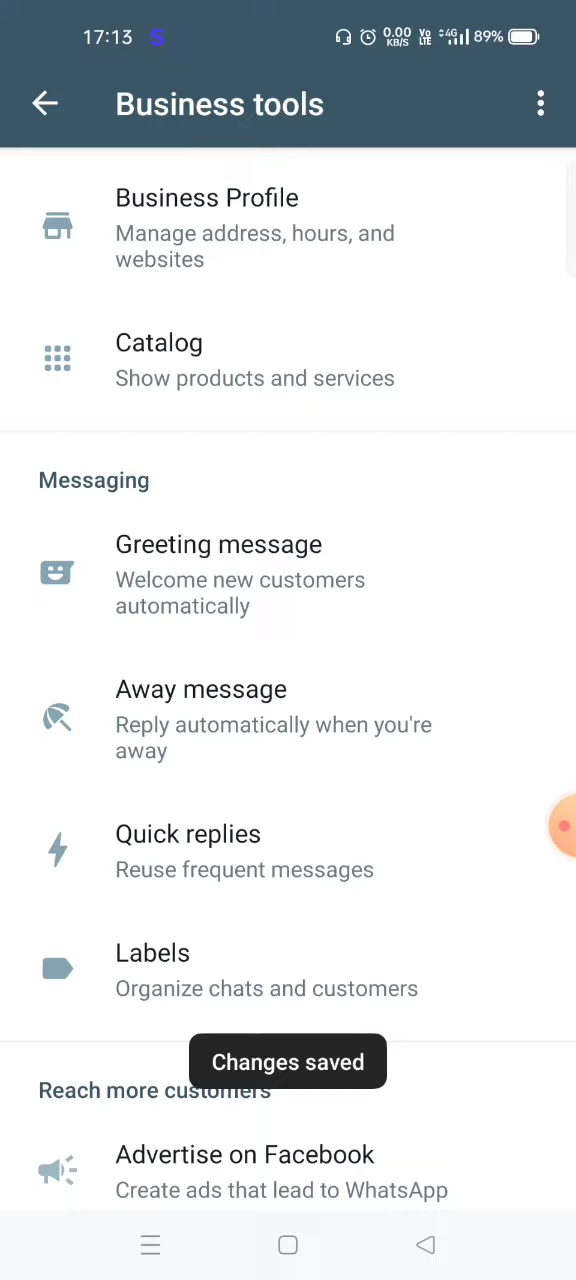 17:13 S 0.00 KB/S Vo LTE 4G 89%
Business tools
Business Profile
Manage address, hours, and
websites
Catalog
Show products and services
Messaging
Greeting message
Welcome new customers
automatically
Away message
Reply automatically when you're
away
Quick replies
Reuse frequent messages
Labels
Organize chats and customers
Changes saved
Reach more customers
Advertise on Facebook
Create ads that lead to WhatsApp